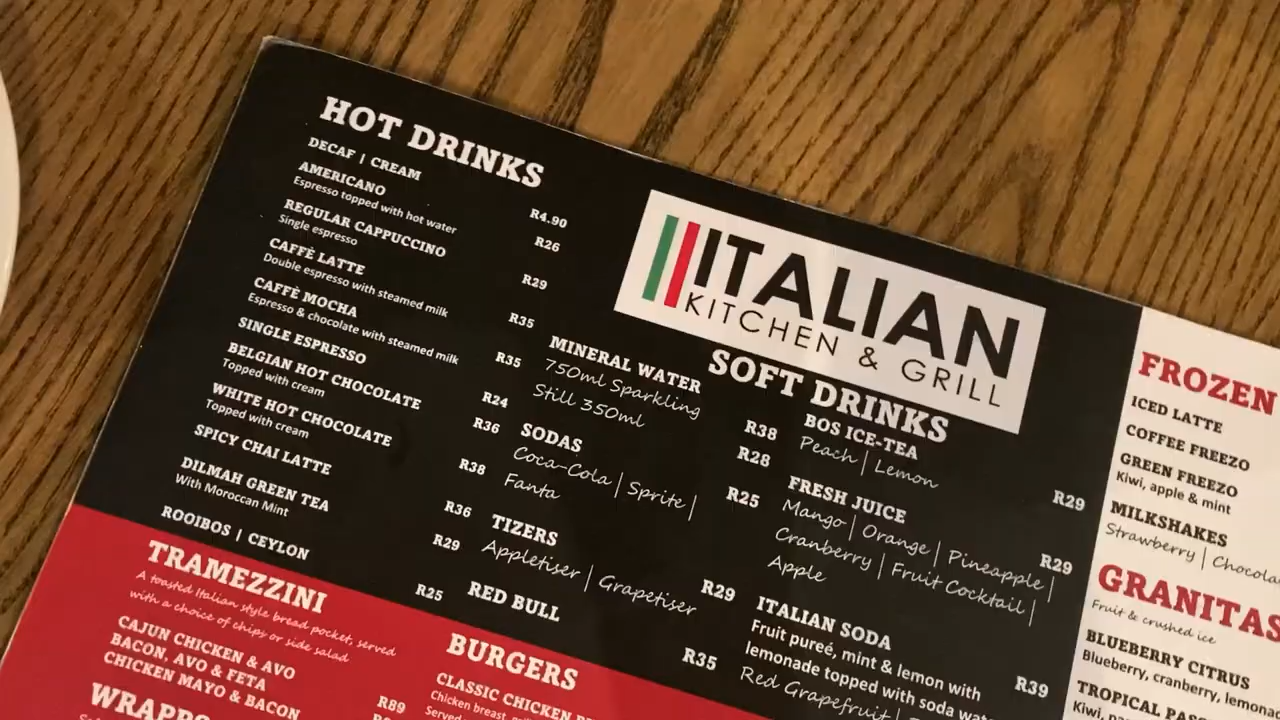 HOT DRINKS
DECAF | CREAM R4.90
AMERICANO R26
Espresso topped with hot water
REGULAR CAPPUCCINO R29
Single espresso
CAFFÈ LATTE R35
Double espresso with steamed milk
CAFFÈ MOCHA R35
Espresso & chocolate with steamed milk
SINGLE ESPRESSO R24
BELGIAN HOT CHOCOLATE R36
Topped with cream
WHITE HOT CHOCOLATE R38
Topped with cream
SPICY CHAI LATTE R36
DILMAH GREEN TEA R29
With Moroccan Mint
ROOIBOS | CEYLON R25
ITALIAN
KITCHEN & GRILL
SOFT DRINKS
MINERAL WATER
750ml Sparkling R38
Still 350ml R28
SODAS R25
Coca-Cola | Sprite |
Fanta
TIZERS
Appletiser | Grapetiser R29
RED BULL R35
BOS ICE-TEA
Peach | Lemon R29
FRESH JUICE R29
Mango | Orange | Pineapple |
Cranberry | Fruit Cocktail |
Apple
ITALIAN SODA R39
Fruit pureé, mint & lemon with
lemonade topped with soda
Red Grapefruit |
FROZEN
ICED LATTE
COFFEE FREEZO
GREEN FREEZO
Kiwi, apple & mint
MILKSHAKES
Strawberry |
GRANITAS
Fruit & crushed ice
BLUEBERRY CITRUS
Blueberry, cranberry,
TROPICAL
Kiwi,
TRAMEZZINI
A toasted Italian style bread pocket, served
with a choice of chips or side salad
CAJUN CHICKEN & AVO
BACON, AVO & FETA
CHICKEN MAYO & BACON R89
BURGERS
CLASSIC CHICKEN
Chicken breast,
Served